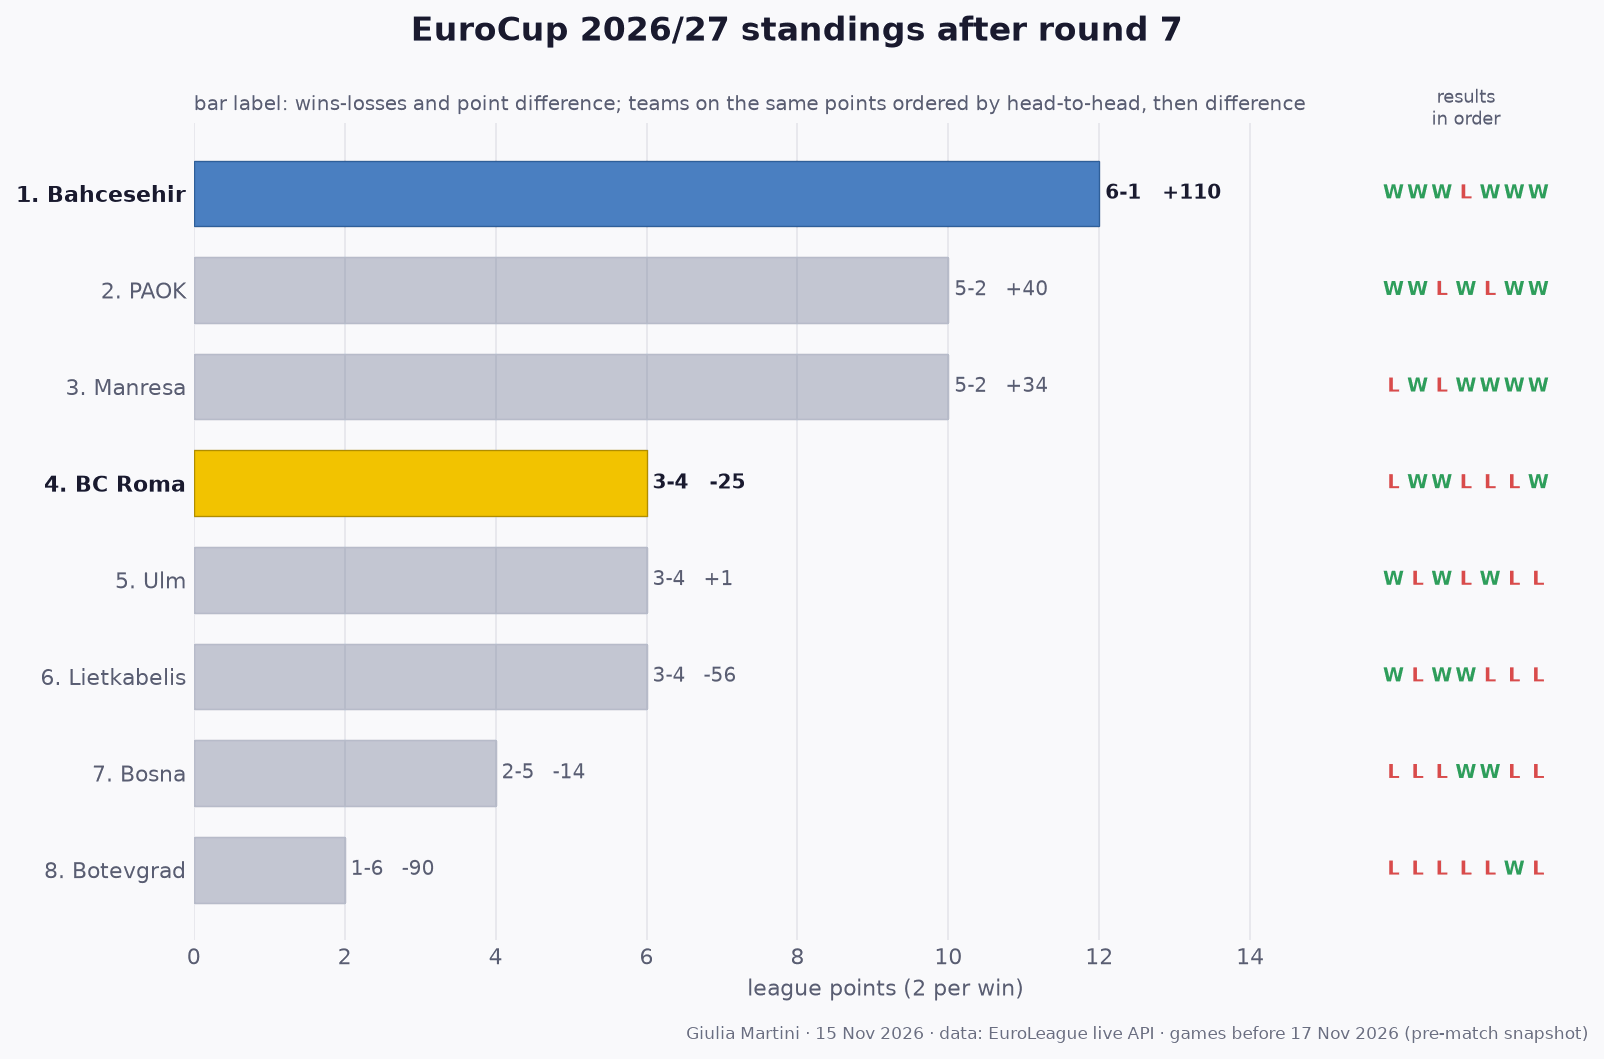 EuroCup 2026/27 standings after round 7
bar label: wins-losses and point difference; teams on the same points ordered by head-to-head, then difference
results
in order
1. Bahcesehir 6-1 +110 W W W L W W W
2. PAOK 5-2 +40 W W L W L W W
3. Manresa 5-2 +34 L W L W W W W
4. BC Roma 3-4 -25 L W W L L L W
5. Ulm 3-4 +1 W L W L W L L
6. Lietkabelis 3-4 -56 W L W W L L L
7. Bosna 2-5 -14 L L L W W L L
8. Botevgrad 1-6 -90 L L L L L W L
0 2 4 6 8 10 12 14
league points (2 per win)
Giulia Martini · 15 Nov 2026 · data: EuroLeague live API · games before 17 Nov 2026 (pre-match snapshot)